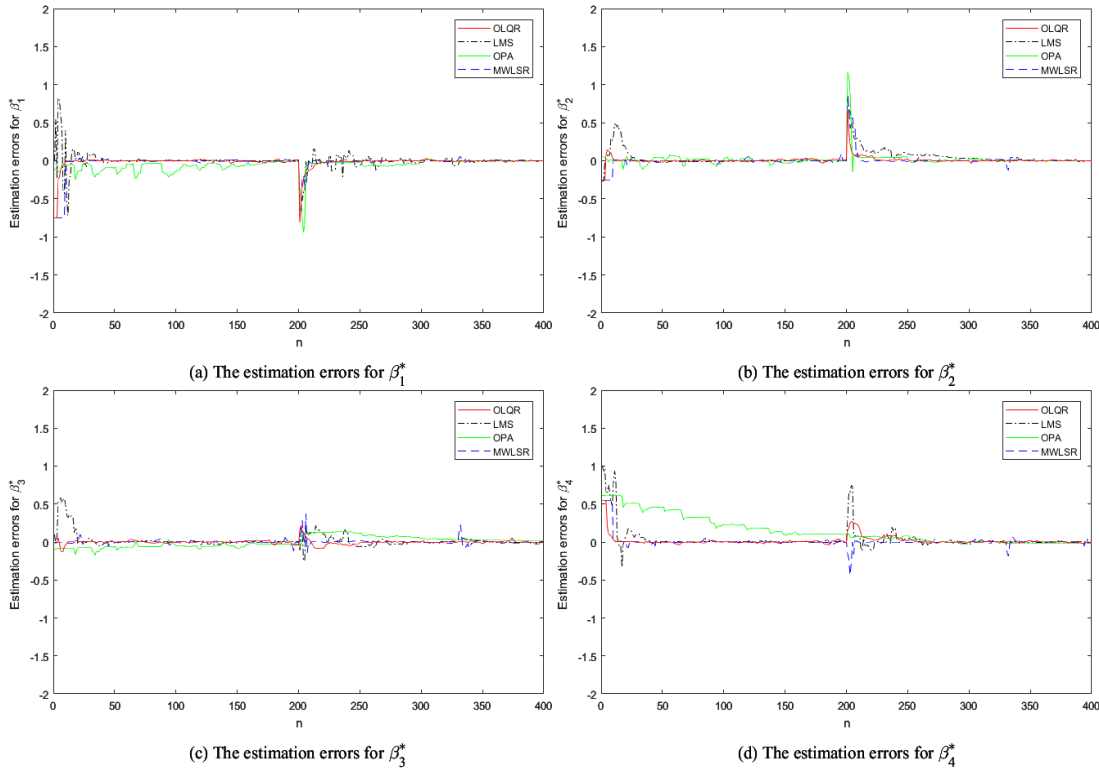 2
1.5
1
0.5
0
-0.5
-1
-1.5
-2
Estimation errors for β*1
0 50 100 150 200 250 300 350 400
n
OLQR
LMS
OPA
MWLSR
(a) The estimation errors for β*1
2
1.5
1
0.5
0
-0.5
-1
-1.5
-2
Estimation errors for β*2
0 50 100 150 200 250 300 350 400
n
OLQR
LMS
OPA
MWLSR
(b) The estimation errors for β*2
2
1.5
1
0.5
0
-0.5
-1
-1.5
-2
Estimation errors for β*3
0 50 100 150 200 250 300 350 400
n
OLQR
LMS
OPA
MWLSR
(c) The estimation errors for β*3
2
1.5
1
0.5
0
-0.5
-1
-1.5
-2
Estimation errors for β*4
0 50 100 150 200 250 300 350 400
n
OLQR
LMS
OPA
MWLSR
(d) The estimation errors for β*4